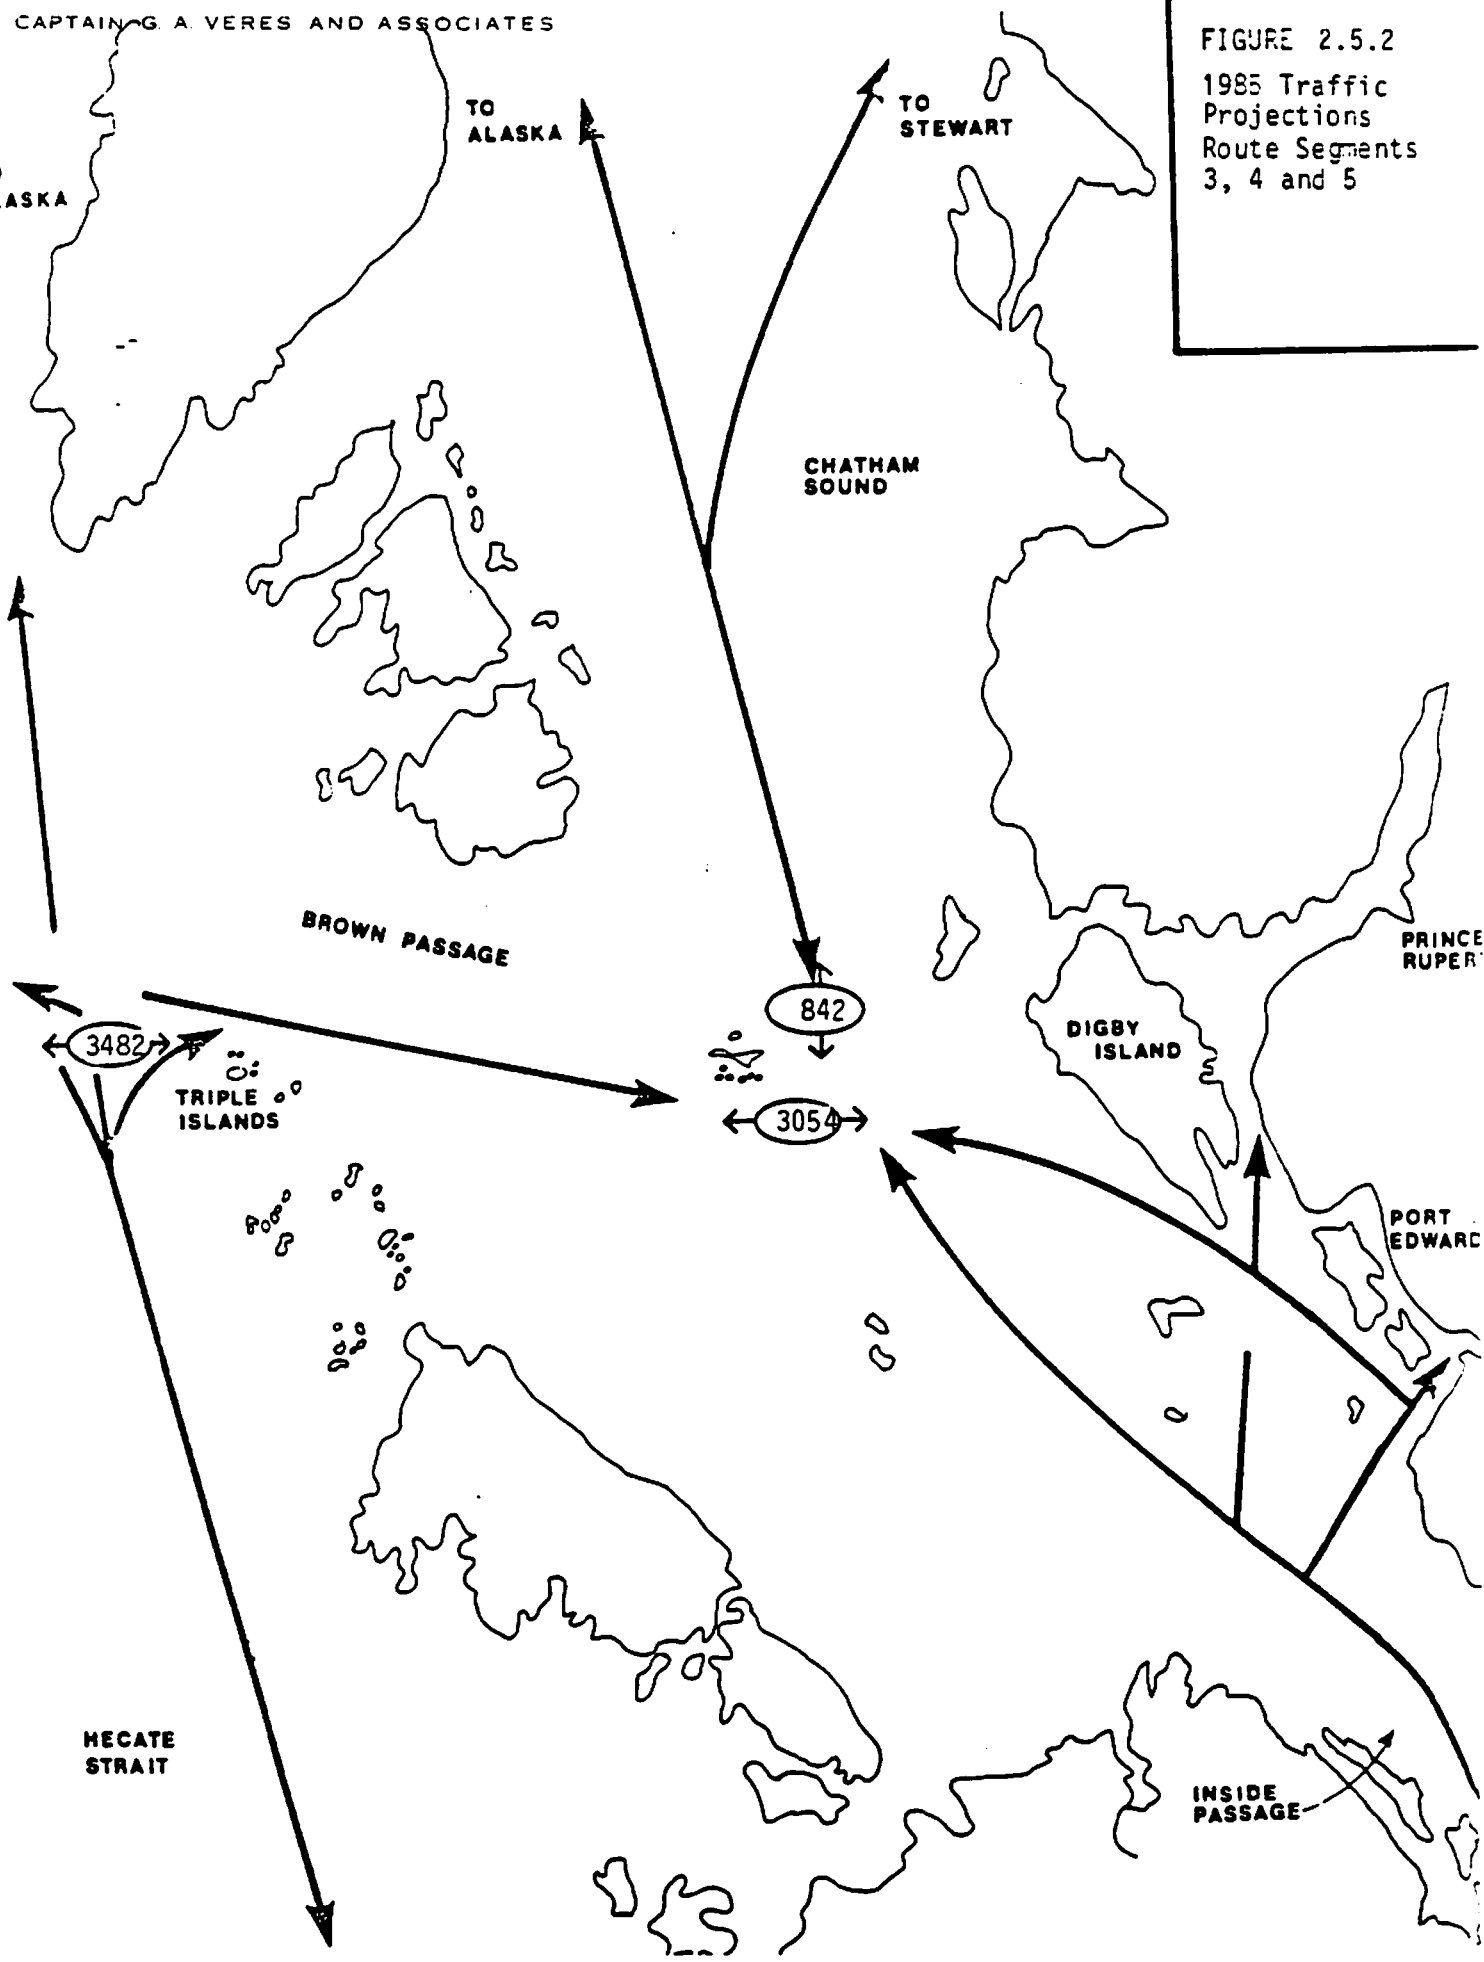 CAPTAIN G. A. VERES AND ASSOCIATES
FIGURE 2.5.2
1985 Traffic
Projections
Route Segments
3, 4 and 5
TO
ALASKA
TO
STEWART
LASKA
CHATHAM
SOUND
BROWN PASSAGE
PRINCE
RUPER
842
3482
DIGBY
ISLAND
TRIPLE
ISLANDS
3054
PORT
EDWARD
HECATE
STRAIT
INSIDE
PASSAGE